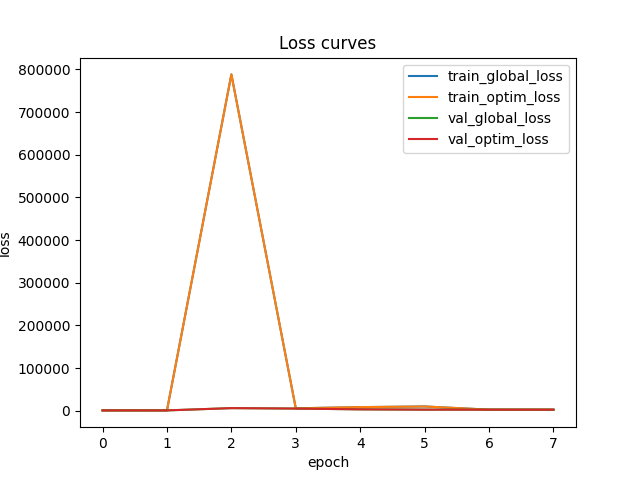 Loss curves
train_global_loss
train_optim_loss
val_global_loss
val_optim_loss
800000
700000
600000
500000
400000
300000
200000
100000
0
loss
0 1 2 3 4 5 6 7
epoch